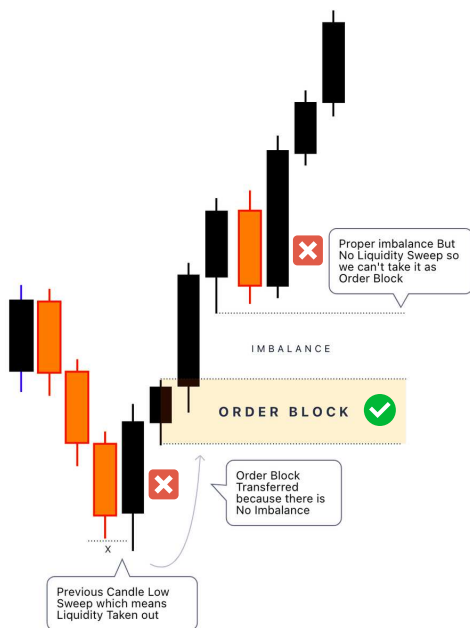 Proper imbalance But
No Liquidity Sweep so
we can't take it as
Order Block
IMBALANCE
ORDER BLOCK
Order Block
Transferred
because there is
No Imbalance
X
Previous Candle Low
Sweep which means
Liquidity Taken out